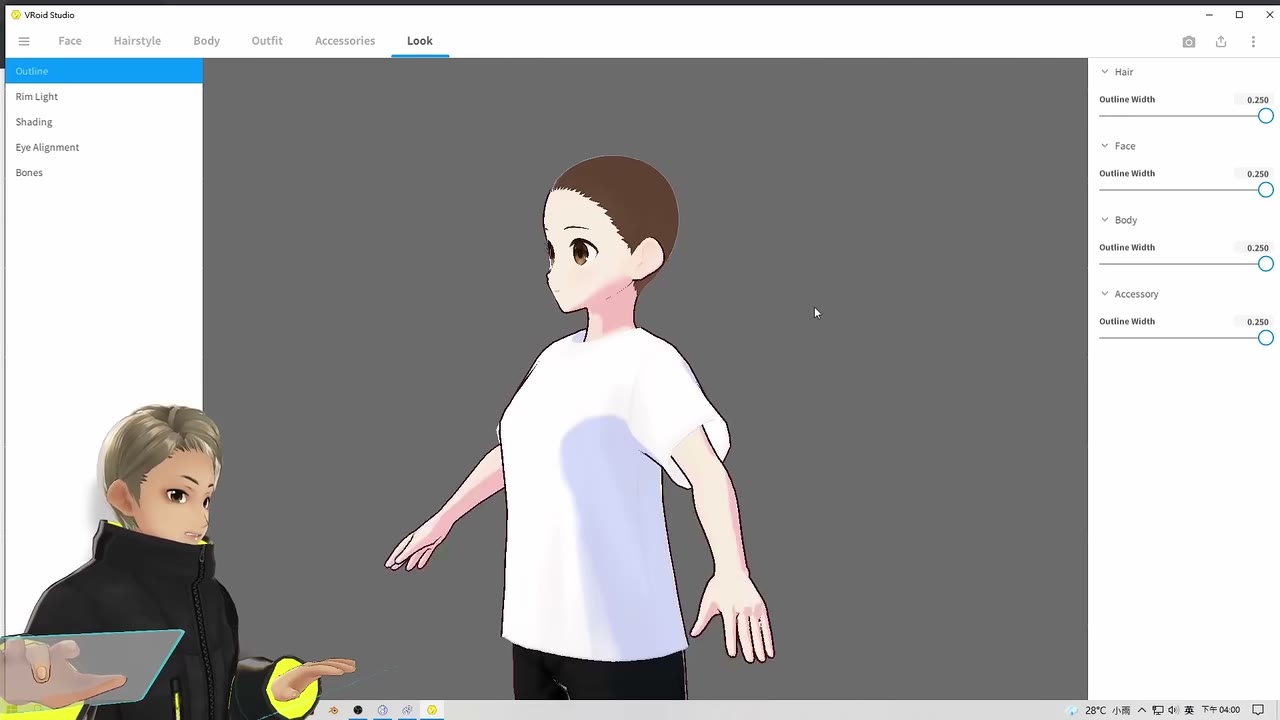 VRoid Studio
Face Hairstyle Body Outfit Accessories Look
Outline
Rim Light
Shading
Eye Alignment
Bones
Hair
Outline Width 0.250
Face
Outline Width 0.250
Body
Outline Width 0.250
Accessory
Outline Width 0.250
28°C 小雨 英 下午 04:00